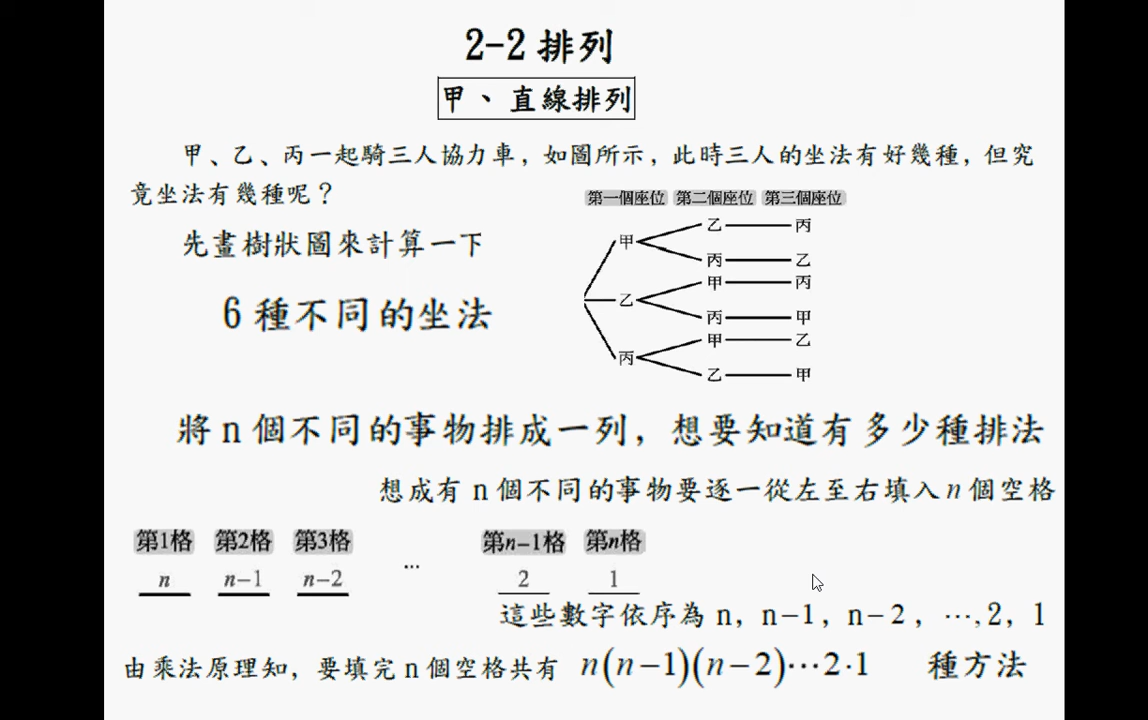 2-2 排列
甲、直線排列
甲、乙、丙一起騎三人協力車，如圖所示，此時三人的坐法有好幾種，但究
竟坐法有幾種呢？
第一個座位 第二個座位 第三個座位
先畫樹狀圖來計算一下
6 種不同的坐法
甲 乙 丙
丙 乙
乙 甲 丙
丙 甲
丙 甲 乙
乙 甲
將 n 個不同的事物排成一列，想要知道有多少種排法
想成有 n 個不同的事物要逐一從左至右填入 n 個空格
第1格 第2格 第3格 … 第n−1格 第n格
n n−1 n−2 2 1
這些數字依序為 n, n−1, n−2, …, 2, 1
由乘法原理知，要填完 n 個空格共有 n(n−1)(n−2)⋯2·1 種方法